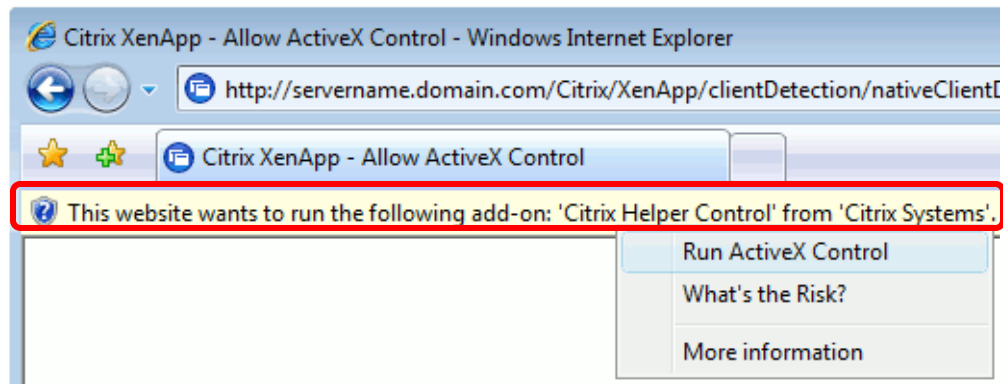 Citrix XenApp - Allow ActiveX Control - Windows Internet Explorer
http://servername.domain.com/Citrix/XenApp/clientDetection/nativeClientD
Citrix XenApp - Allow ActiveX Control
This website wants to run the following add-on: 'Citrix Helper Control' from 'Citrix Systems'.
Run ActiveX Control
What's the Risk?
More information